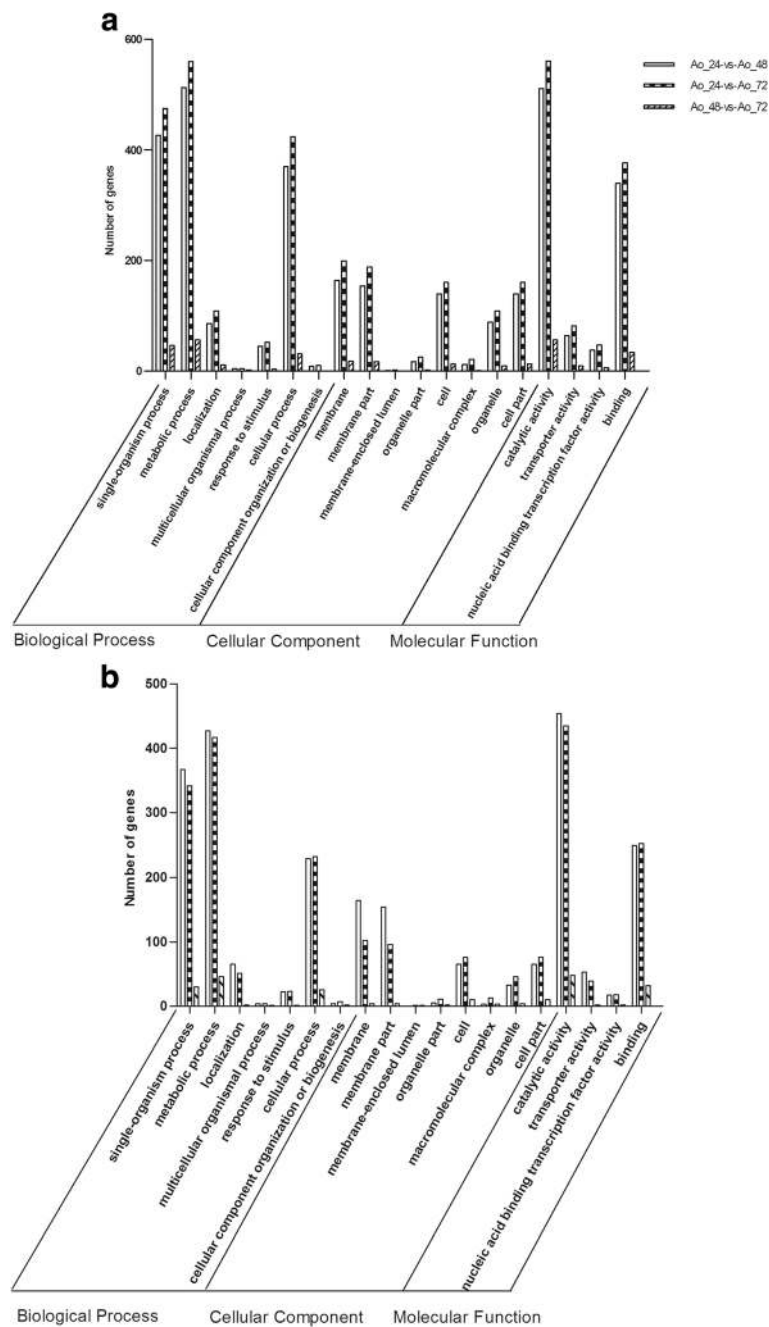 a
600
400
200
0
Number of genes
Ao_24-vs-Ao_48
Ao_24-vs-Ao_72
Ao_48-vs-Ao_72
single-organism process
metabolic process
localization
multicellular organismal process
response to stimulus
cellular process
cellular component organization or biogenesis
membrane
membrane part
membrane-enclosed lumen
organelle part
cell
macromolecular complex
organelle
cell part
catalytic activity
transporter activity
nucleic acid binding transcription factor activity
binding
Biological Process
Cellular Component
Molecular Function
b
500
400
300
200
100
0
Number of genes
single-organism process
metabolic process
localization
multicellular organismal process
response to stimulus
cellular process
cellular component organization or biogenesis
membrane
membrane part
membrane-enclosed lumen
organelle part
cell
macromolecular complex
organelle
cell part
catalytic activity
transporter activity
nucleic acid binding transcription factor activity
binding
Biological Process
Cellular Component
Molecular Function